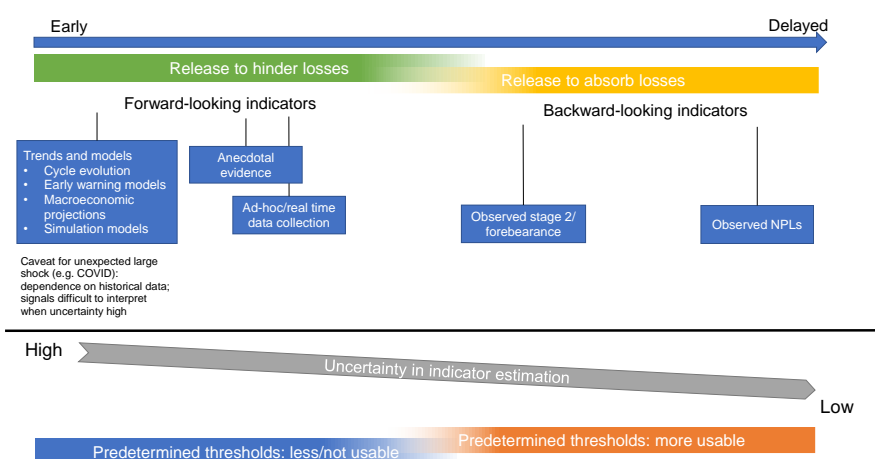 Early
Delayed
Release to hinder losses
Release to absorb losses
Forward-looking indicators
Backward-looking indicators
Trends and models
• Cycle evolution
• Early warning models
• Macroeconomic
projections
• Simulation models
Anecdotal
evidence
Ad-hoc/real time
data collection
Observed stage 2/
forebearance
Observed NPLs
Caveat for unexpected large
shock (e.g. COVID):
dependence on historical data;
signals difficult to interpret
when uncertainty high
High
Uncertainty in indicator estimation
Low
Predetermined thresholds: less/not usable
Predetermined thresholds: more usable